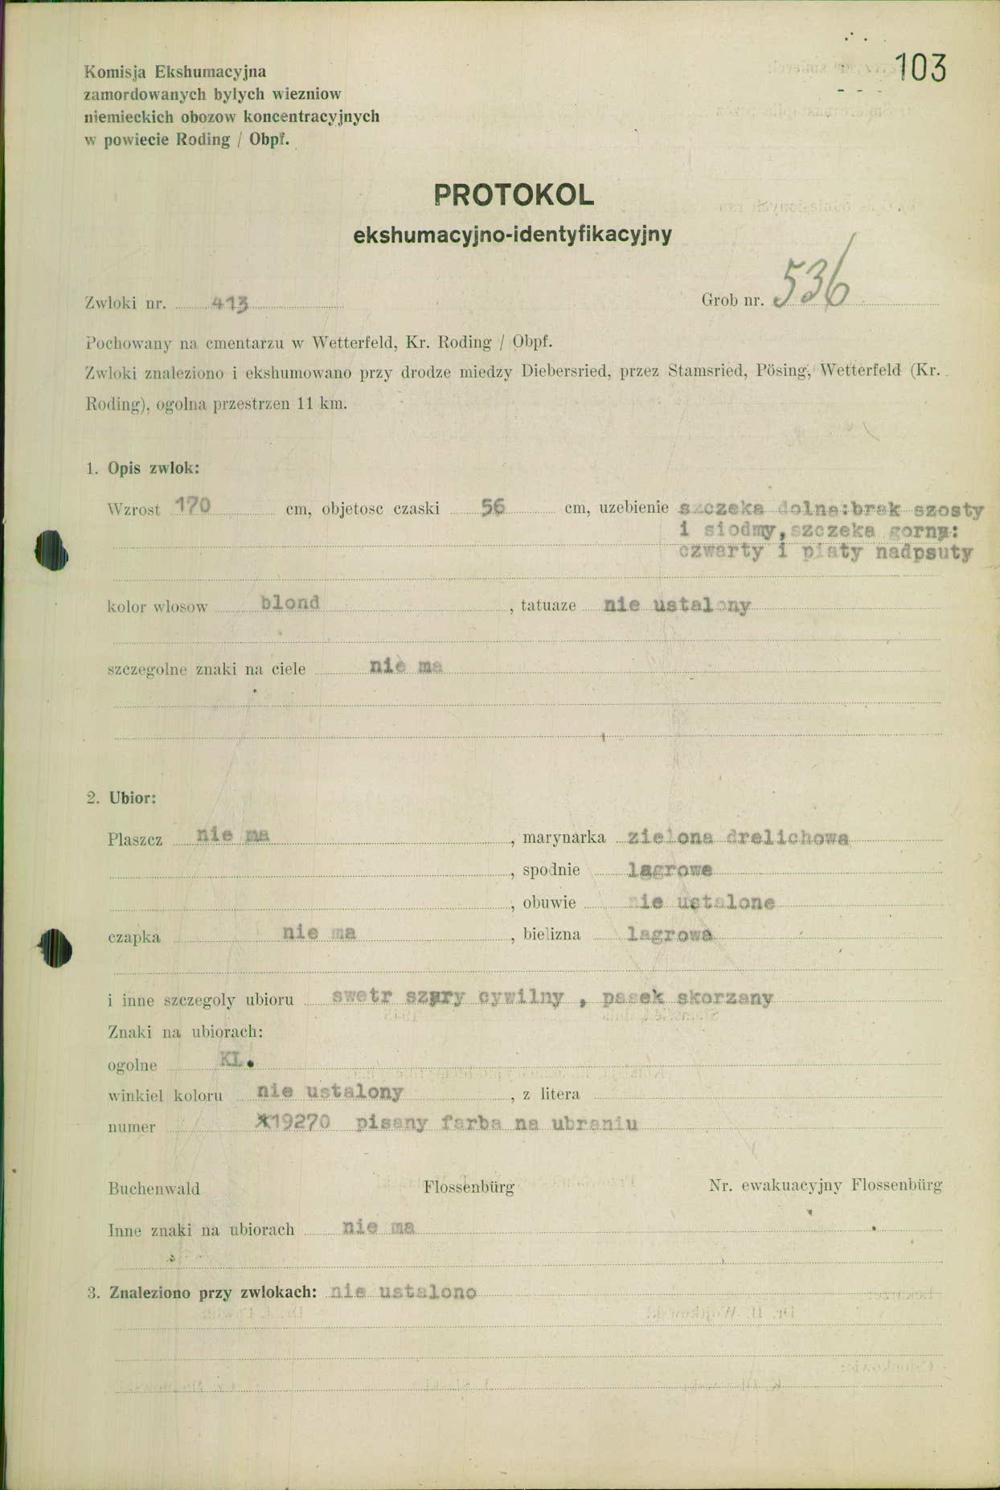 103
Komisja Ekshumacyjna
zamordowanych bylych wiezniow
niemieckich obozow koncentracyjnych
w powiecie Roding / Obpf.
PROTOKOL
ekshumacyjno-identyfikacyjny
Zwloki nr. 413 Grob nr. 536
Pochowany na cmentarzu w Wetterfeld, Kr. Roding / Obpf.
Zwloki znaleziono i ekshumowano przy drodze miedzy Diebersried, przez Stamsried, Pösing, Wetterfeld (Kr.
Roding), ogolna przestrzen 11 km.
1. Opis zwlok:
Wzrost 170 cm, objetosc czaski 56 cm, uzebienie szczeka dolna:brak szosty
i siodmy,szczeka gorna:
czwarty i piaty nadpsuty
kolor wlosow blond , tatuaze nie ustalony
szczegolne znaki na ciele nie ma
2. Ubior:
Plaszcz nie ma , marynarka zielona drelichowa
, spodnie lagrowe
, obuwie nie ustalone
czapka nie ma , bielizna lagrowa
i inne szczegoly ubioru swetr szary cywilny , pasek skorzany
Znaki na ubiorach:
ogolne KL.
winkiel koloru nie ustalony , z litera
numer 19270 pisany farba na ubraniu
Buchenwald Flossenbürg Nr. ewakuacyjny Flossenbürg
Inne znaki na ubiorach nie ma
3. Znaleziono przy zwlokach: nie ustalono